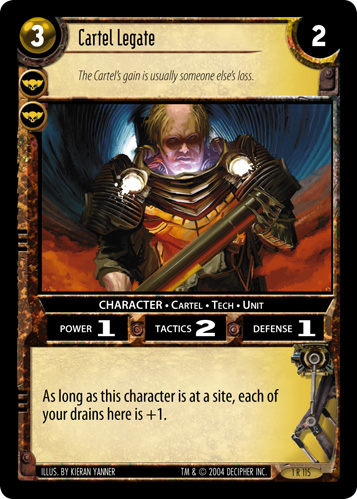 3 Cartel Legate 2
The Cartel's gain is usually someone else's loss.
CHARACTER • CARTEL • TECH • UNIT
POWER 1 TACTICS 2 DEFENSE 1
As long as this character is at a site, each of
your drains here is +1.
ILLUS. BY KIERAN YANNER TM & © 2004 DECIPHER INC. 1 R 115